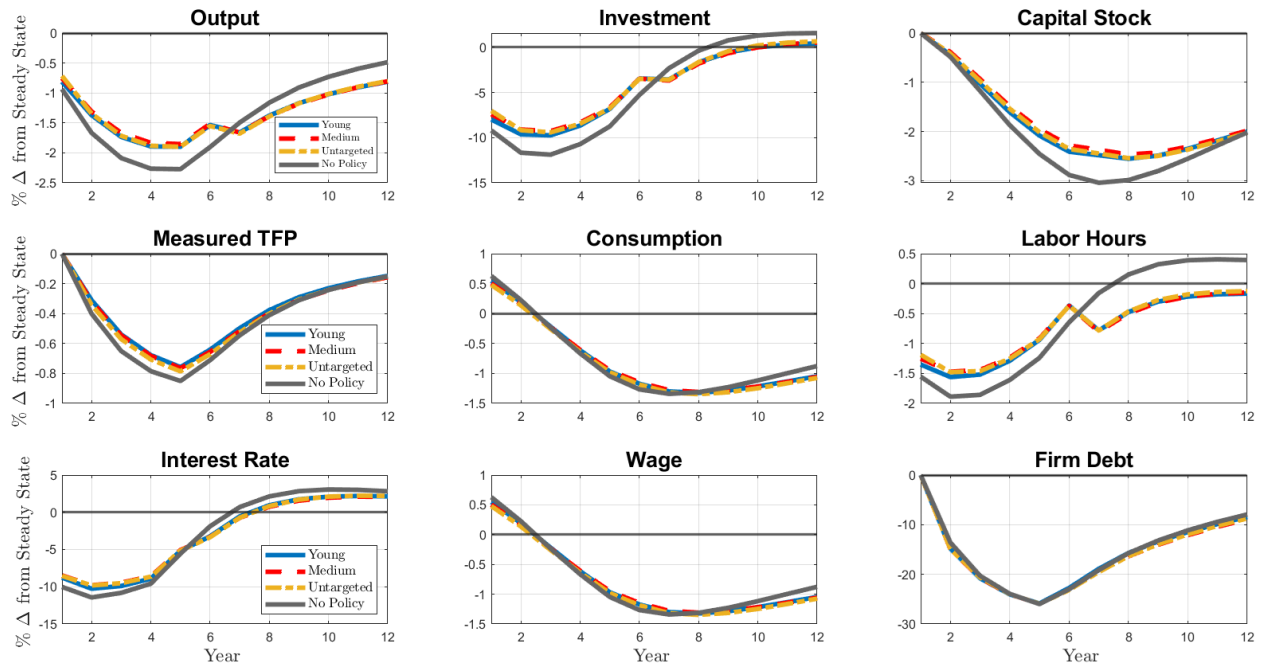 Output
Investment
Capital Stock
% Δ from Steady State
0
-0.5
-1
-1.5
-2
-2.5
2 4 6 8 10 12
Young
Medium
Untargeted
No Policy
0
-5
-10
-15
2 4 6 8 10 12
0
-1
-2
-3
2 4 6 8 10 12
Measured TFP
Consumption
Labor Hours
% Δ from Steady State
0
-0.2
-0.4
-0.6
-0.8
-1
2 4 6 8 10 12
Young
Medium
Untargeted
No Policy
1
0.5
0
-0.5
-1
-1.5
2 4 6 8 10 12
0.5
0
-0.5
-1
-1.5
-2
2 4 6 8 10 12
Interest Rate
Wage
Firm Debt
% Δ from Steady State
5
0
-5
-10
-15
2 4 6 8 10 12
Year
Young
Medium
Untargeted
No Policy
1
0.5
0
-0.5
-1
-1.5
2 4 6 8 10 12
Year
0
-10
-20
-30
2 4 6 8 10 12
Year